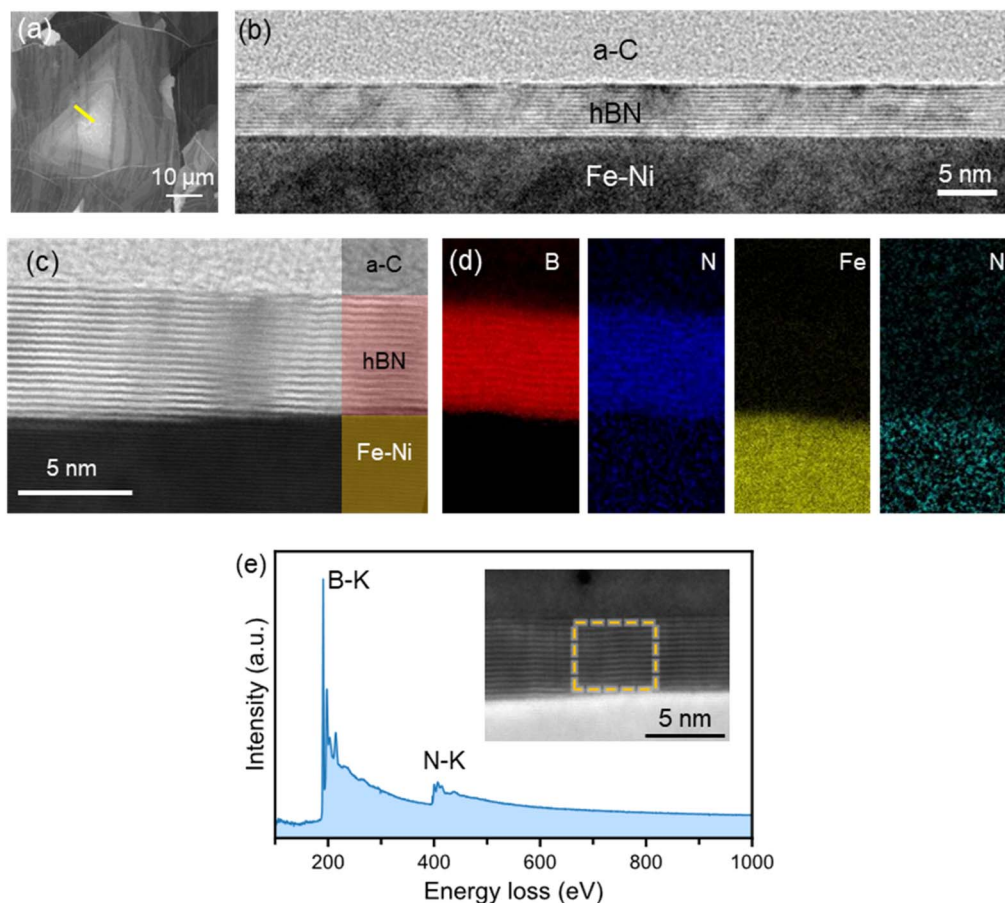 (a)
10 µm
(b)
a-C
hBN
Fe-Ni
5 nm
(c)
a-C
hBN
Fe-Ni
5 nm
(d)
B
N
Fe
N
(e)
B-K
N-K
5 nm
Intensity (a.u.)
200
400
600
800
1000
Energy loss (eV)